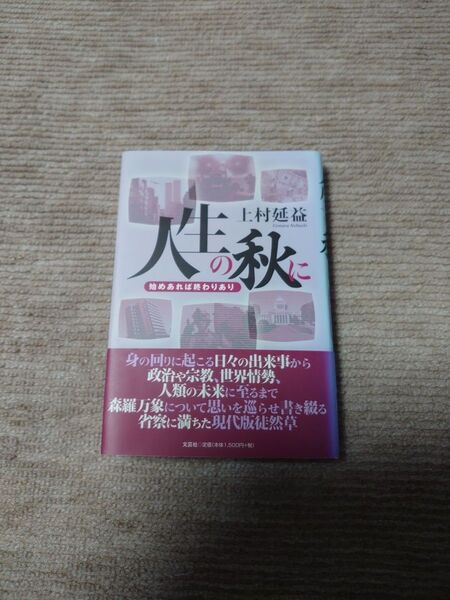 上村延益
Uemura Nobueki
人生の秋に
始めあれば終わりあり
身の回りに起こる日々の出来事から
政治や宗教、世界情勢、
人類の未来に至るまで
森羅万象について思いを巡らせ書き綴る
省察に満ちた現代版徒然草
文芸社◇定価(本体1,500円+税)